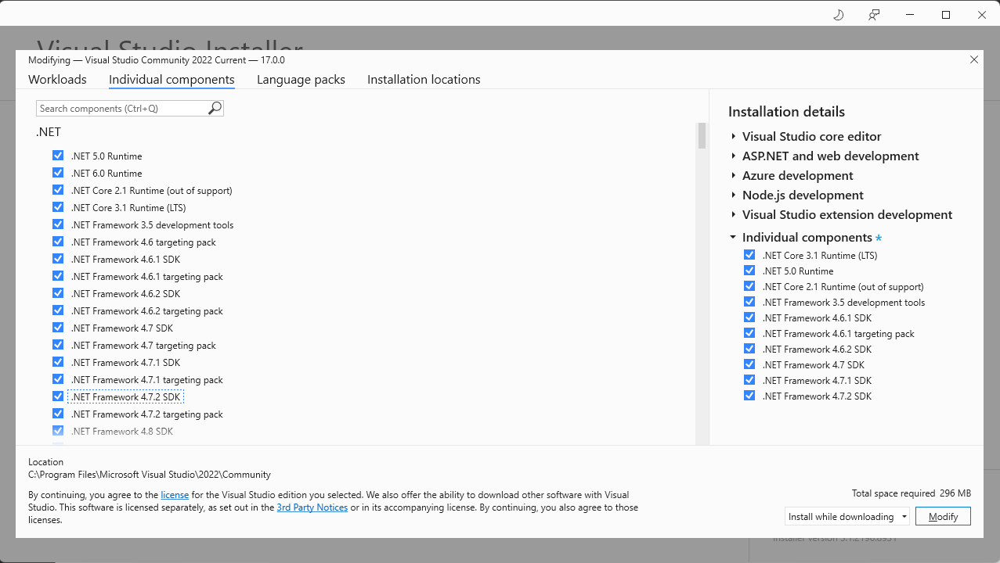 Visual Studio Installer
Modifying — Visual Studio Community 2022 Current — 17.0.0
Workloads
Individual components
Language packs
Installation locations
Search components (Ctrl+Q)
.NET
.NET 5.0 Runtime
.NET 6.0 Runtime
.NET Core 2.1 Runtime (out of support)
.NET Core 3.1 Runtime (LTS)
.NET Framework 3.5 development tools
.NET Framework 4.6 targeting pack
.NET Framework 4.6.1 SDK
.NET Framework 4.6.1 targeting pack
.NET Framework 4.6.2 SDK
.NET Framework 4.6.2 targeting pack
.NET Framework 4.7 SDK
.NET Framework 4.7 targeting pack
.NET Framework 4.7.1 SDK
.NET Framework 4.7.1 targeting pack
.NET Framework 4.7.2 SDK
.NET Framework 4.7.2 targeting pack
.NET Framework 4.8 SDK
Installation details
Visual Studio core editor
ASP.NET and web development
Azure development
Node.js development
Visual Studio extension development
Individual components *
.NET Core 3.1 Runtime (LTS)
.NET 5.0 Runtime
.NET Core 2.1 Runtime (out of support)
.NET Framework 3.5 development tools
.NET Framework 4.6.1 SDK
.NET Framework 4.6.1 targeting pack
.NET Framework 4.6.2 SDK
.NET Framework 4.7 SDK
.NET Framework 4.7.1 SDK
.NET Framework 4.7.2 SDK
Location
C:\Program Files\Microsoft Visual Studio\2022\Community
By continuing, you agree to the license for the Visual Studio edition you selected. We also offer the ability to download other software with Visual
Studio. This software is licensed separately, as set out in the 3rd Party Notices or in its accompanying license. By continuing, you also agree to those
licenses.
Total space required 296 MB
Install while downloading
Modify
Installer version